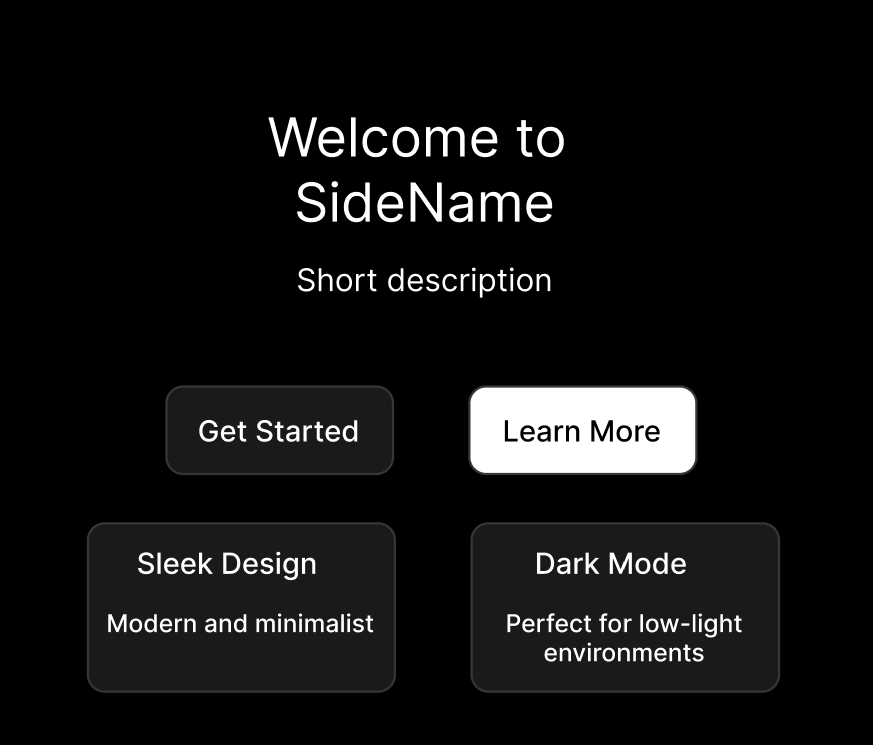 Welcome to
SideName
Short description
Get Started
Learn More
Sleek Design
Modern and minimalist
Dark Mode
Perfect for low-light
environments